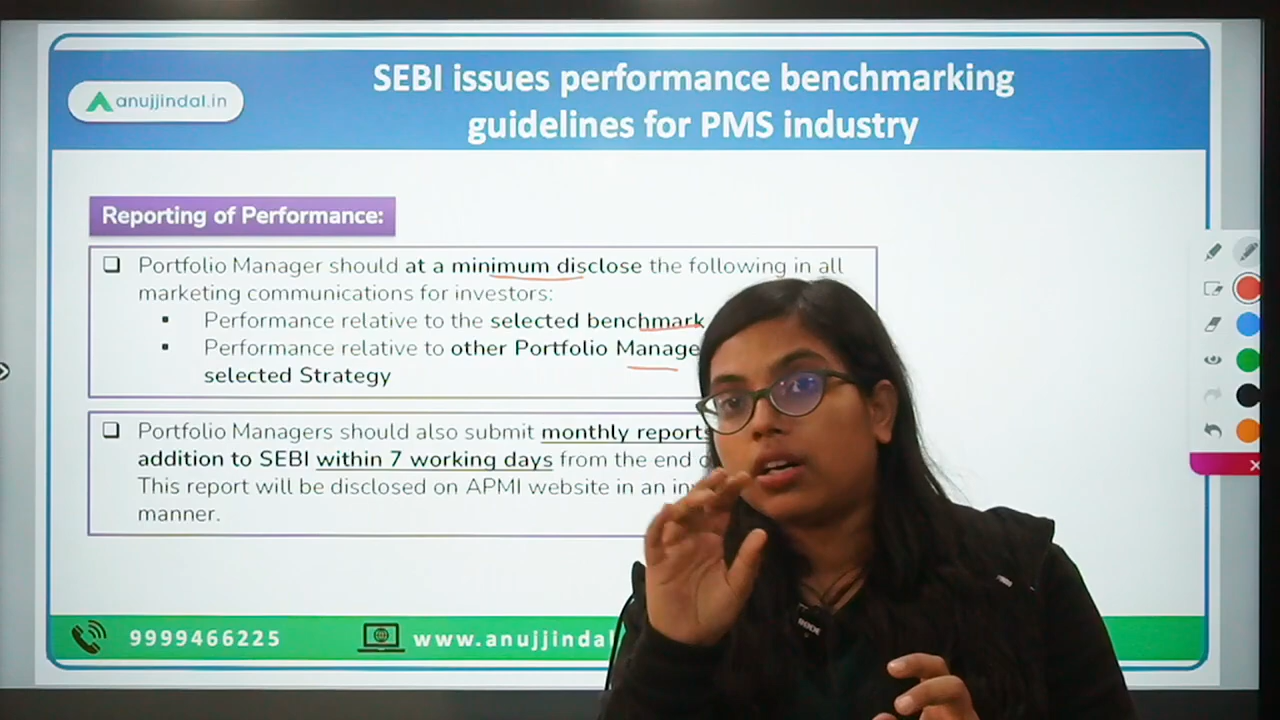 SEBI issues performance benchmarking
guidelines for PMS industry
anujjindal.in
Reporting of Performance:
Portfolio Manager should at a minimum disclose the following in all
marketing communications for investors:
Performance relative to the selected benchmark
Performance relative to other Portfolio
selected Strategy
Portfolio Managers should also submit monthly reports
addition to SEBI within 7 working days from the end
This report will be disclosed on APMI website in an
manner.
9999466225
RODE